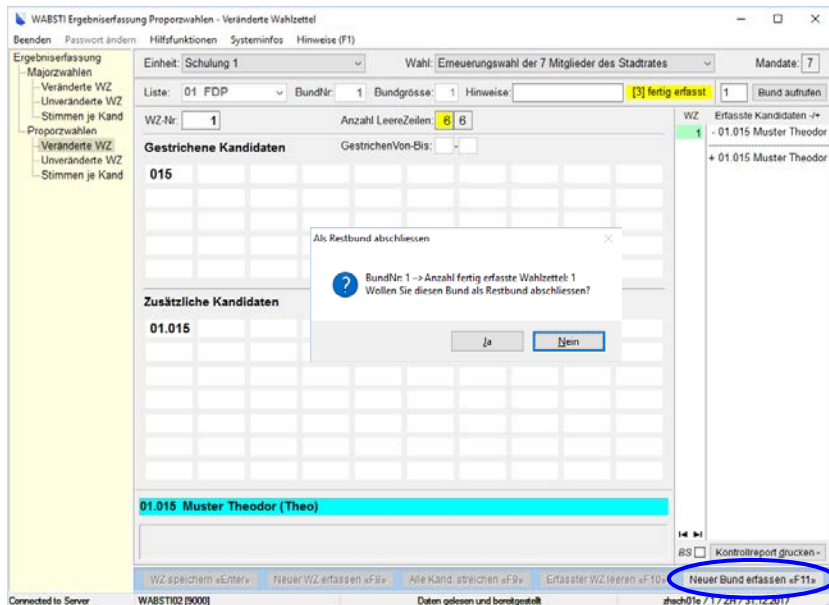 WABSTI Ergebniserfassung Proporzwahlen - Veränderte Wahlzettel
Beenden Passwort ändern Hilfsfunktionen Systeminfos Hinweise (F1)
Ergebniserfassung
Majorzwahlen
Veränderte WZ
Unveränderte WZ
Stimmen je Kand
Proporzwahlen
Veränderte WZ
Unveränderte WZ
Stimmen je Kand
Einheit: Schulung 1 Wahl: Erneuerungswahl der 7 Mitglieder des Stadtrates Mandate: 7
Liste: 01 FDP BundNr: 1 Bundgrösse: 1 Hinweise: [3] fertig erfasst 1 Bund aufrufen
WZ-Nr: 1 Anzahl LeereZeilen: 6 6
WZ Erfasste Kandidaten -/+
1 - 01.015 Muster Theodor
+ 01.015 Muster Theodor
Gestrichene Kandidaten GestrichenVon-Bis: -
015
Als Restbund abschliessen
BundNr: 1 --> Anzahl fertig erfasste Wahlzettel: 1
Wollen Sie diesen Bund als Restbund abschliessen?
Ja Nein
Zusätzliche Kandidaten
01.015
01.015 Muster Theodor (Theo)
BS Kontrollreport drucken -
WZ speichern «Enter» Neuer WZ erfassen «F8» Alle Kand. streichen «F9» Erfasster WZ leeren «F10» Neuer Bund erfassen «F11»
Connected to Server WABSTI02 [9000] Daten gelesen und bereitgestellt zhsch01e / 1 / ZH / 31.12.2017